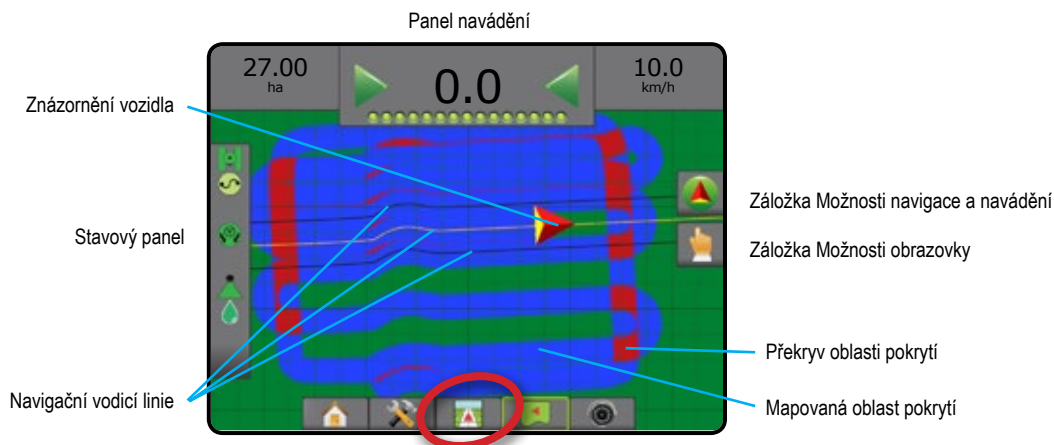 Panel navádění
27.00
ha
0.0
10.0
km/h
Znázornění vozidla
Stavový panel
Navigační vodicí linie
Záložka Možnosti navigace a navádění
Záložka Možnosti obrazovky
Překryv oblasti pokrytí
Mapovaná oblast pokrytí